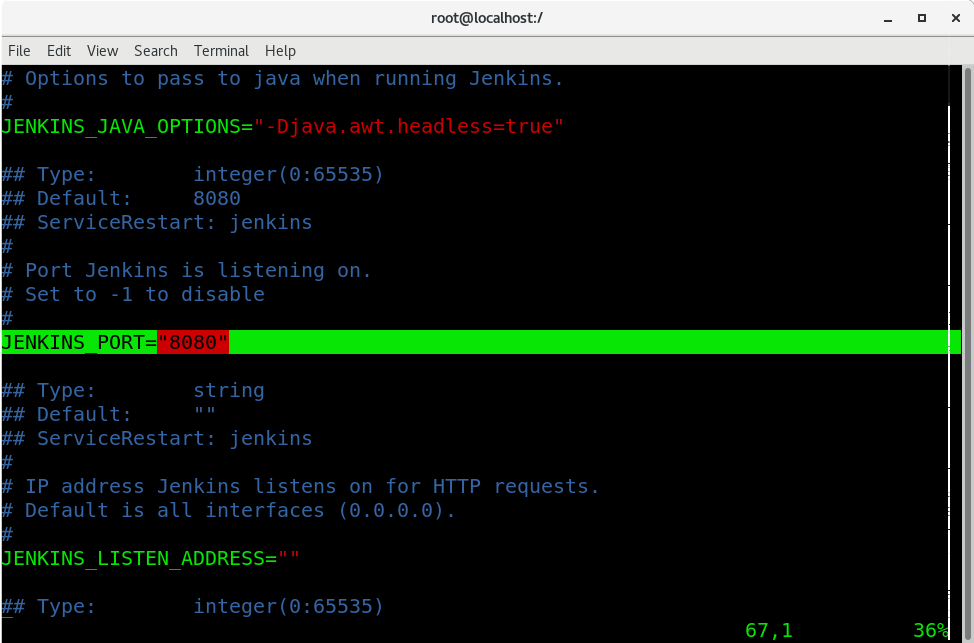 root@localhost:/
File Edit View Search Terminal Help
# Options to pass to java when running Jenkins.
#
JENKINS_JAVA_OPTIONS="-Djava.awt.headless=true"
## Type:        integer(0:65535)
## Default:     8080
## ServiceRestart: jenkins
#
# Port Jenkins is listening on.
# Set to -1 to disable
#
JENKINS_PORT="8080"
## Type:        string
## Default:     ""
## ServiceRestart: jenkins
#
# IP address Jenkins listens on for HTTP requests.
# Default is all interfaces (0.0.0.0).
#
JENKINS_LISTEN_ADDRESS=""
## Type:        integer(0:65535)
67,1 36%